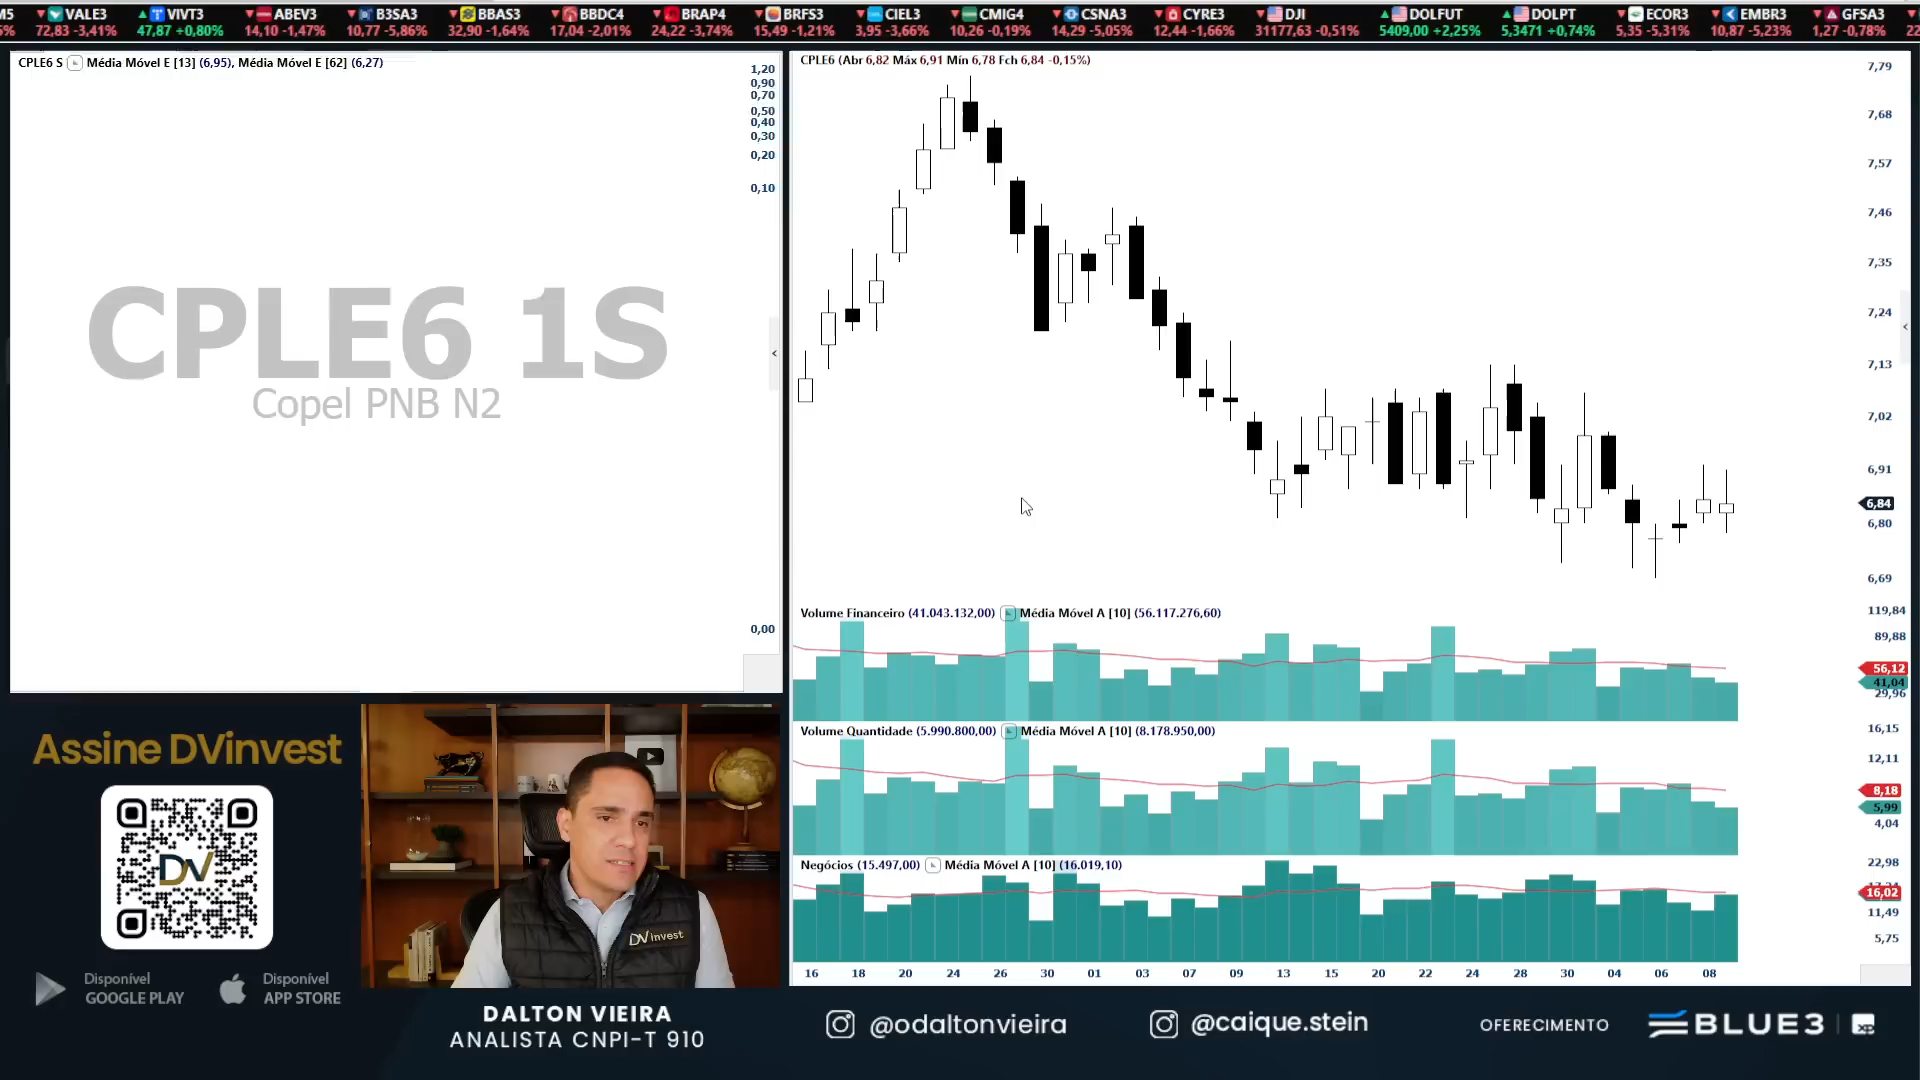 M5 VALE3 VIVT3 ABEV3 B3SA3 BBAS3 BBDC4 BRAP4 BRFS3 CIEL3 CMIG4 CSNA3 CYRE3 DJI DOLFUT DOLPT ECOR3 EMBR3 GFSA3
72,83 -3,41% 47,87 +0,80% 14,10 -1,47% 10,77 -5,86% 32,90 -1,64% 17,04 -2,01% 24,22 -3,74% 15,49 -1,21% 3,95 -3,66% 10,26 -0,19% 14,29 -5,05% 12,44 -1,66% 31177,63 -0,51% 5409,00 +2,25% 5,3471 +0,74% 5,35 -5,31% 10,87 -5,23% 1,27 -0,78%
CPLE6 S Média Móvel E [13] (6,95), Média Móvel E [62] (6,27)
1,20
0,90
0,70
0,50
0,40
0,30
0,20
0,10
0,00
CPLE6 1S
Copel PNB N2
CPLE6 (Abr 6,82 Máx 6,91 Mín 6,78 Fch 6,84 -0,15%)
7,79
7,68
7,57
7,46
7,35
7,24
7,13
7,02
6,91
6,84
6,80
6,69
Volume Financeiro (41.043.132,00) Média Móvel A [10] (56.117.276,60)
119,84
89,88
56,12
41,04
29,96
Volume Quantidade (5.990.800,00) Média Móvel A [10] (8.178.950,00)
16,15
12,11
8,18
5,99
4,04
Negócios (15.497,00) Média Móvel A [10] (16.019,10)
22,98
16,02
11,49
5,75
16 18 20 24 26 30 01 03 07 09 13 15 20 22 24 28 30 04 06 08
Assine DVinvest
DV
Disponível
GOOGLE PLAY
Disponível
APP STORE
DVinvest
DALTON VIEIRA
ANALISTA CNPI-T 910
@odaltonvieira
@caique.stein
OFERECIMENTO
BLUE3
xp